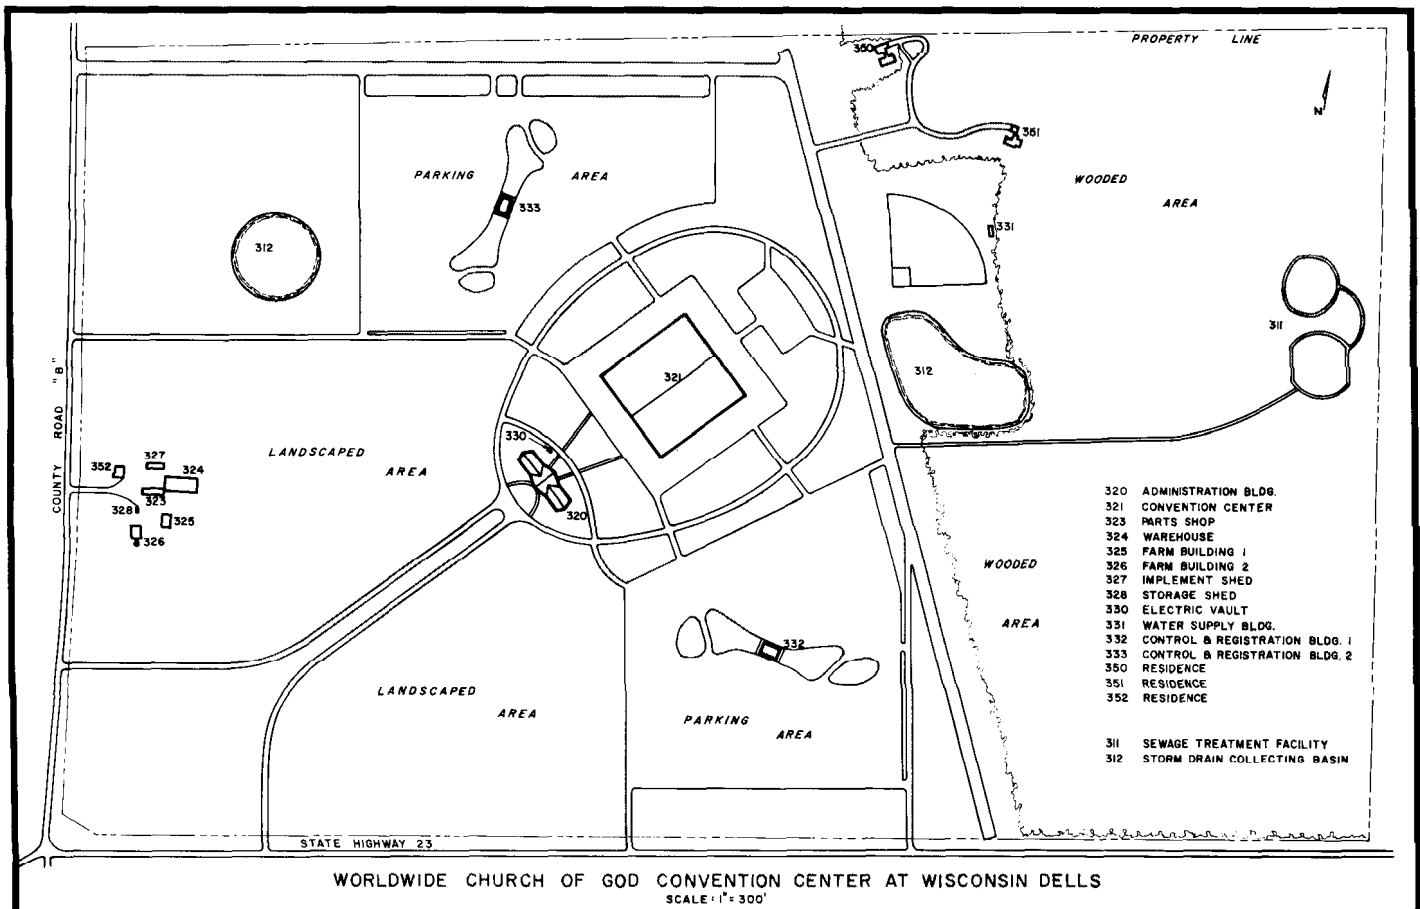 PROPERTY LINE
350
N
351
PARKING AREA
WOODED
AREA
333
331
312
311
321
312
COUNTY ROAD "B"
330
LANDSCAPED
AREA
352
327
324
323
328
325
326
320
320 ADMINISTRATION BLDG.
321 CONVENTION CENTER
323 PARTS SHOP
324 WAREHOUSE
325 FARM BUILDING 1
326 FARM BUILDING 2
327 IMPLEMENT SHED
328 STORAGE SHED
330 ELECTRIC VAULT
331 WATER SUPPLY BLDG.
332 CONTROL & REGISTRATION BLDG. 1
333 CONTROL & REGISTRATION BLDG. 2
350 RESIDENCE
351 RESIDENCE
352 RESIDENCE
311 SEWAGE TREATMENT FACILITY
312 STORM DRAIN COLLECTING BASIN
WOODED
AREA
332
LANDSCAPED
AREA
PARKING
AREA
STATE HIGHWAY 23
WORLDWIDE CHURCH OF GOD CONVENTION CENTER AT WISCONSIN DELLS
SCALE: 1" = 300'